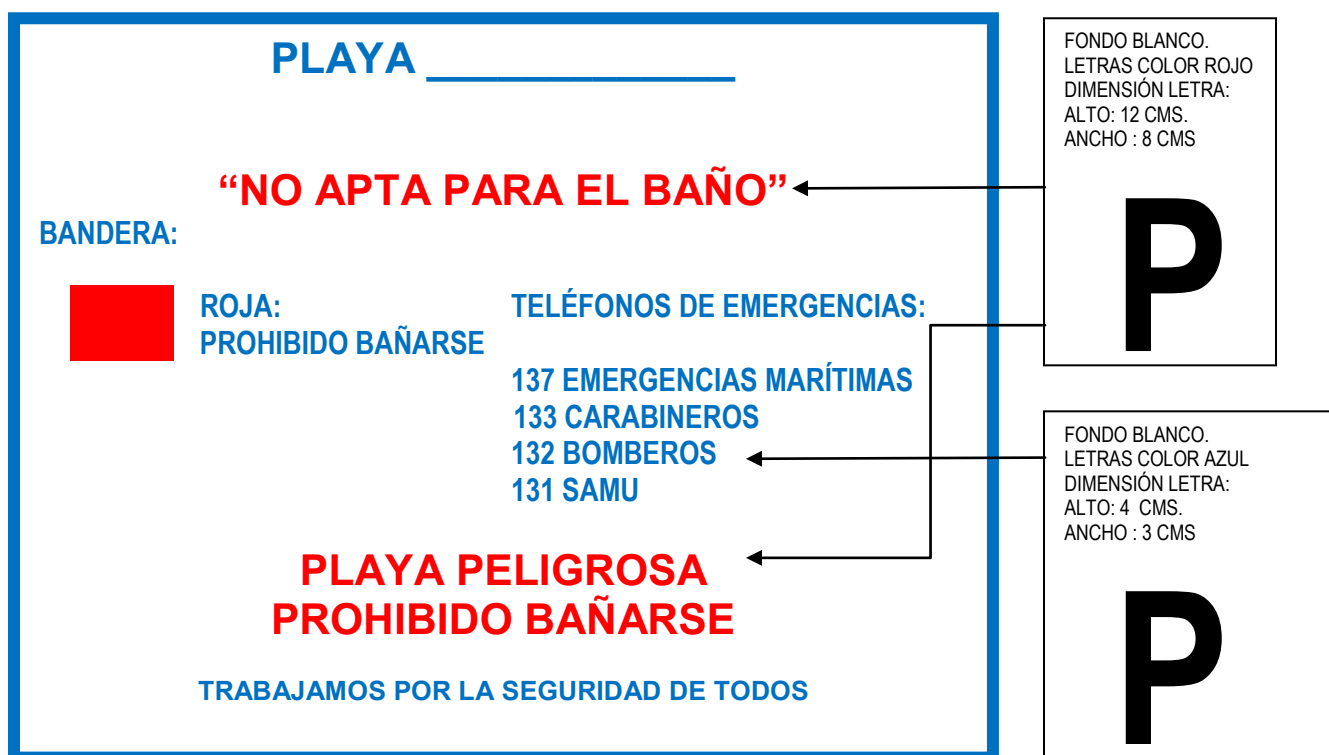 PLAYA _____________
“NO APTA PARA EL BAÑO”
BANDERA:
ROJA:
PROHIBIDO BAÑARSE
TELÉFONOS DE EMERGENCIAS:
137 EMERGENCIAS MARÍTIMAS
133 CARABINEROS
132 BOMBEROS
131 SAMU
PLAYA PELIGROSA
PROHIBIDO BAÑARSE
TRABAJAMOS POR LA SEGURIDAD DE TODOS
FONDO BLANCO.
LETRAS COLOR ROJO
DIMENSIÓN LETRA:
ALTO: 12 CMS.
ANCHO : 8 CMS
P
FONDO BLANCO.
LETRAS COLOR AZUL
DIMENSIÓN LETRA:
ALTO: 4 CMS.
ANCHO : 3 CMS
P